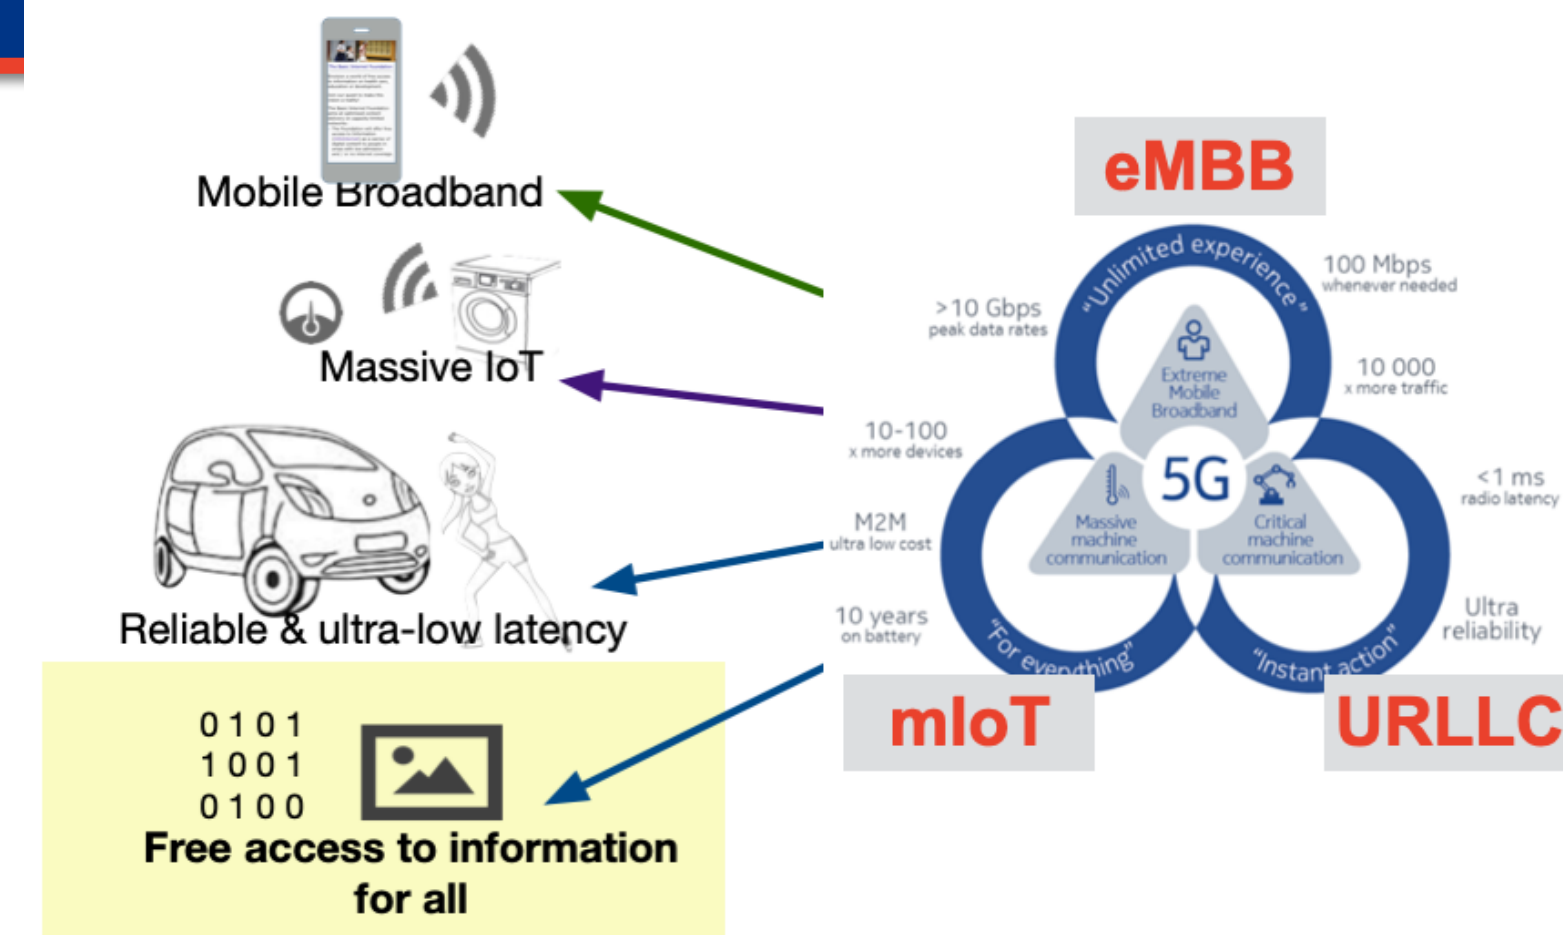 The Basic Internet Foundation
Mobile Broadband
Massive IoT
Reliable & ultra-low latency
0 1 0 1
1 0 0 1
0 1 0 0
Free access to information
for all
eMBB
"Unlimited experience"
100 Mbps
whenever needed
>10 Gbps
peak data rates
10 000
x more traffic
Extreme
Mobile
Broadband
10-100
x more devices
5G
<1 ms
radio latency
M2M
ultra low cost
Massive
machine
communication
Critical
machine
communication
10 years
on battery
Ultra
reliability
"For everything"
"Instant action"
mIoT
URLLC